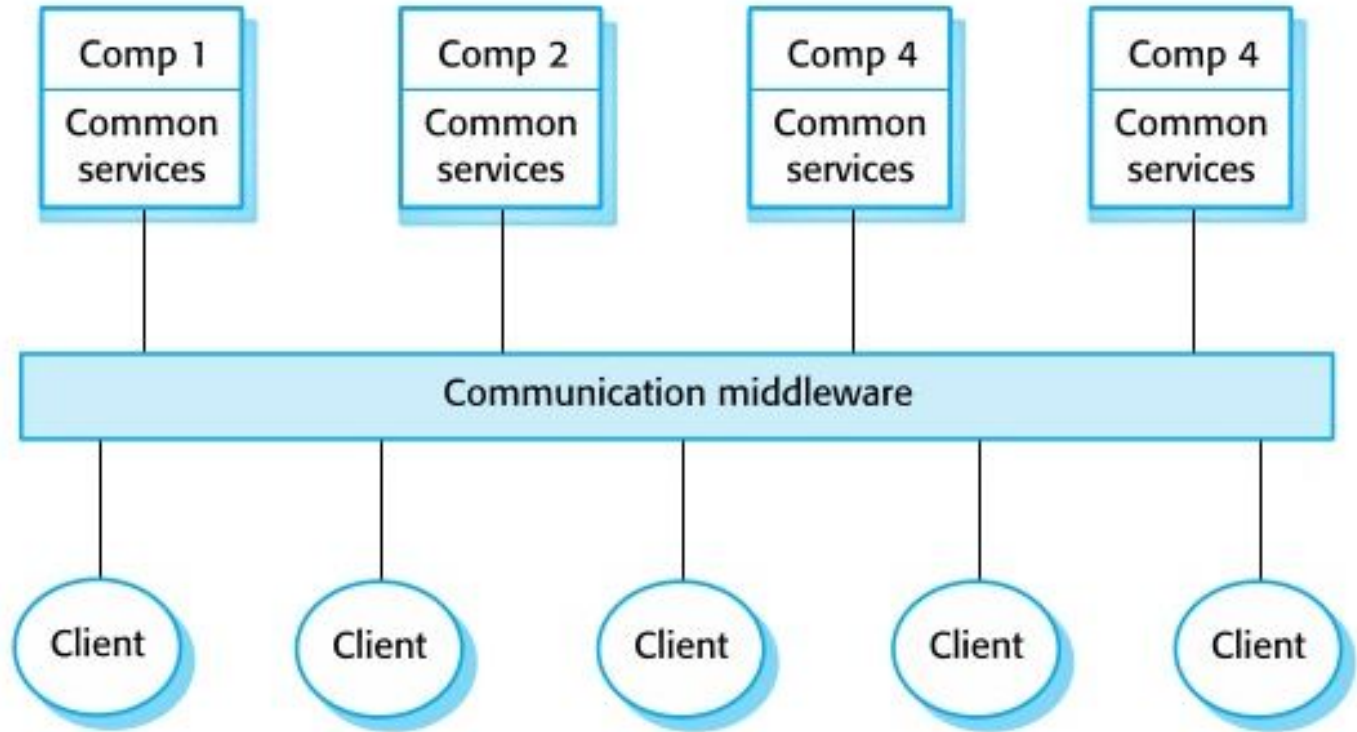 Comp 1
Common
services
Comp 2
Common
services
Comp 4
Common
services
Comp 4
Common
services
Communication middleware
Client
Client
Client
Client
Client